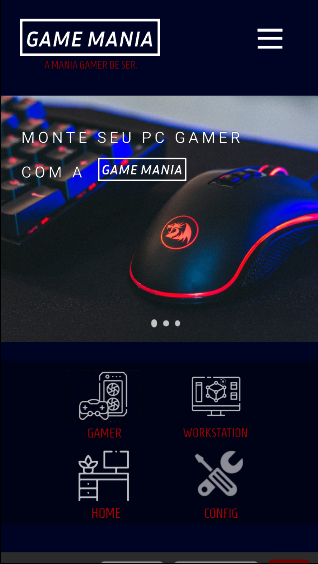 GAME MANIA
A MANIA GAMER DE SER.
MONTE SEU PC GAMER
COM A GAME MANIA
GAMER
WORKSTATION
HOME
CONFIG